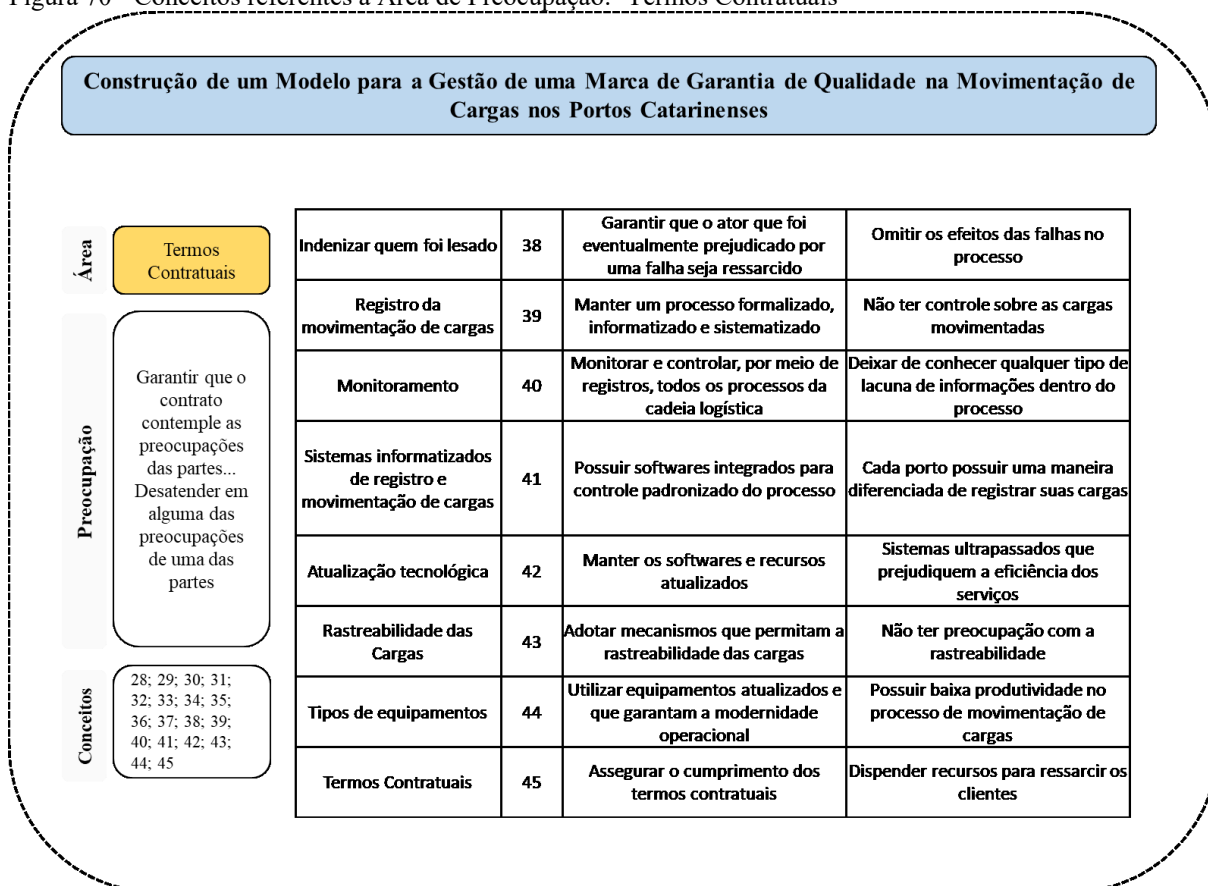 Figura 70 - Conceitos referentes à Área de Preocupação: "Termos Contratuais"
Construção de um Modelo para a Gestão de uma Marca de Garantia de Qualidade na Movimentação de
Cargas nos Portos Catarinenses
Área
Termos
Contratuais
Preocupação
Garantir que o
contrato
contemple as
preocupações
das partes...
Desatender em
alguma das
preocupações
de uma das
partes
Conceitos
28; 29; 30; 31;
32; 33; 34; 35;
36; 37; 38; 39;
40; 41; 42; 43;
44; 45
Indenizar quem foi lesado
38
Garantir que o ator que foi
eventualmente prejudicado por
uma falha seja ressarcido
Omitir os efeitos das falhas no
processo
Registro da
movimentação de cargas
39
Manter um processo formalizado,
informatizado e sistematizado
Não ter controle sobre as cargas
movimentadas
Monitoramento
40
Monitorar e controlar, por meio de
registros, todos os processos da
cadeia logística
Deixar de conhecer qualquer tipo de
lacuna de informações dentro do
processo
Sistemas informatizados
de registro e
movimentação de cargas
41
Possuir softwares integrados para
controle padronizado do processo
Cada porto possuir uma maneira
diferenciada de registrar suas cargas
Atualização tecnológica
42
Manter os softwares e recursos
atualizados
Sistemas ultrapassados que
prejudiquem a eficiência dos
serviços
Rastreabilidade das
Cargas
43
Adotar mecanismos que permitam a
rastreabilidade das cargas
Não ter preocupação com a
rastreabilidade
Tipos de equipamentos
44
Utilizar equipamentos atualizados e
que garantam a modernidade
operacional
Possuir baixa produtividade no
processo de movimentação de
cargas
Termos Contratuais
45
Assegurar o cumprimento dos
termos contratuais
Dispender recursos para ressarcir os
clientes